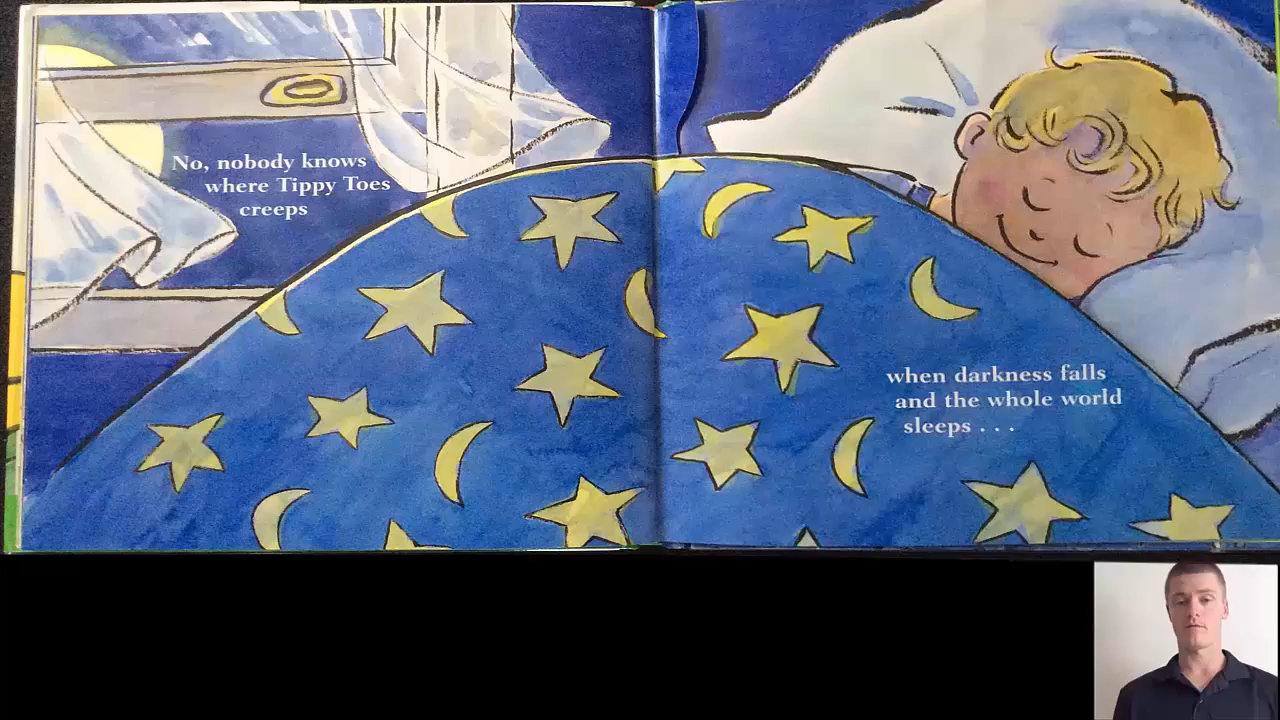 No, nobody knows
where Tippy Toes
creeps
when darkness falls
and the whole world
sleeps . . .